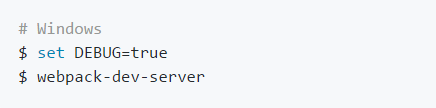 # Windows
$ set DEBUG=true
$ webpack-dev-server